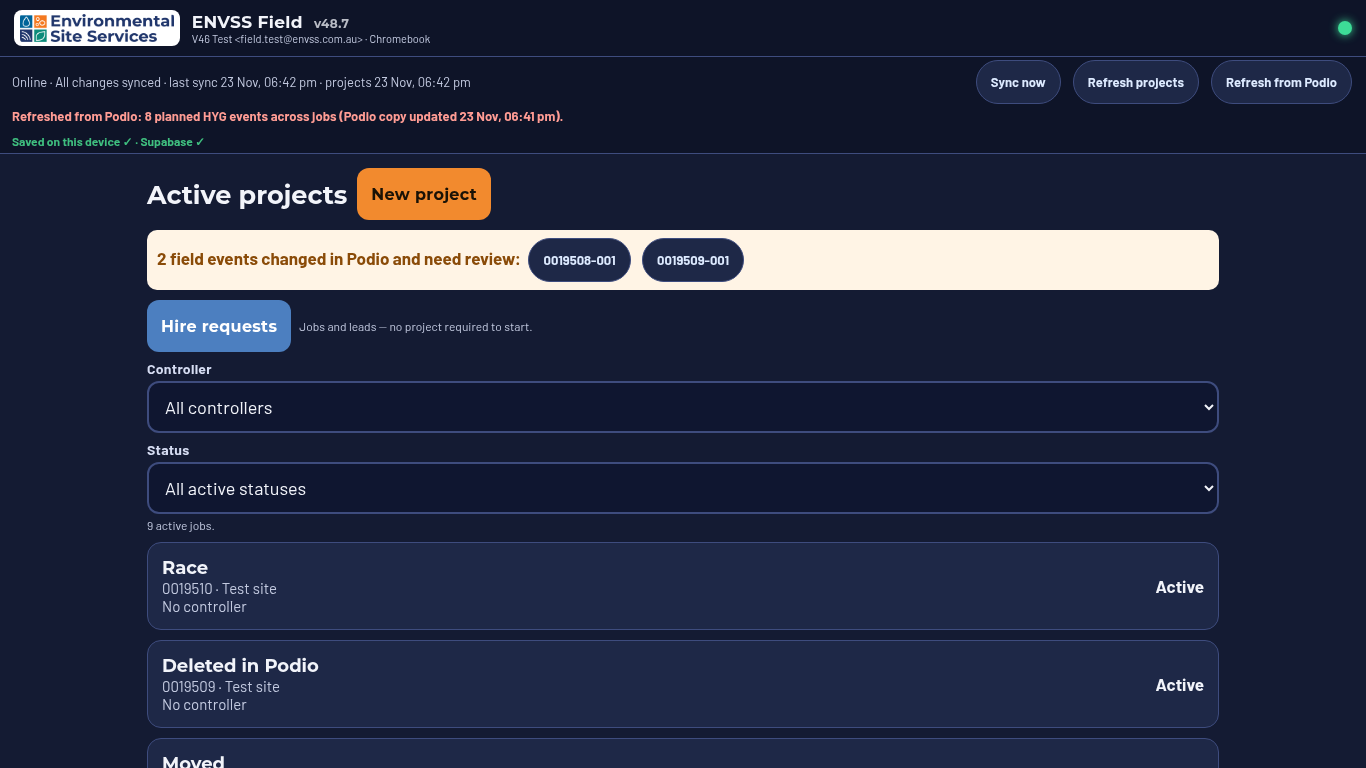 Environmental
Site Services
ENVSS Field v48.7
V46 Test <field.test@envss.com.au> · Chromebook
Online · All changes synced · last sync 23 Nov, 06:42 pm · projects 23 Nov, 06:42 pm
Sync now
Refresh projects
Refresh from Podio
Refreshed from Podio: 8 planned HYG events across jobs (Podio copy updated 23 Nov, 06:41 pm).
Saved on this device ✓ · Supabase ✓
Active projects
New project
2 field events changed in Podio and need review:
0019508-001
0019509-001
Hire requests
Jobs and leads — no project required to start.
Controller
All controllers
Status
All active statuses
9 active jobs.
Race
0019510 · Test site
No controller
Active
Deleted in Podio
0019509 · Test site
No controller
Active
Moved